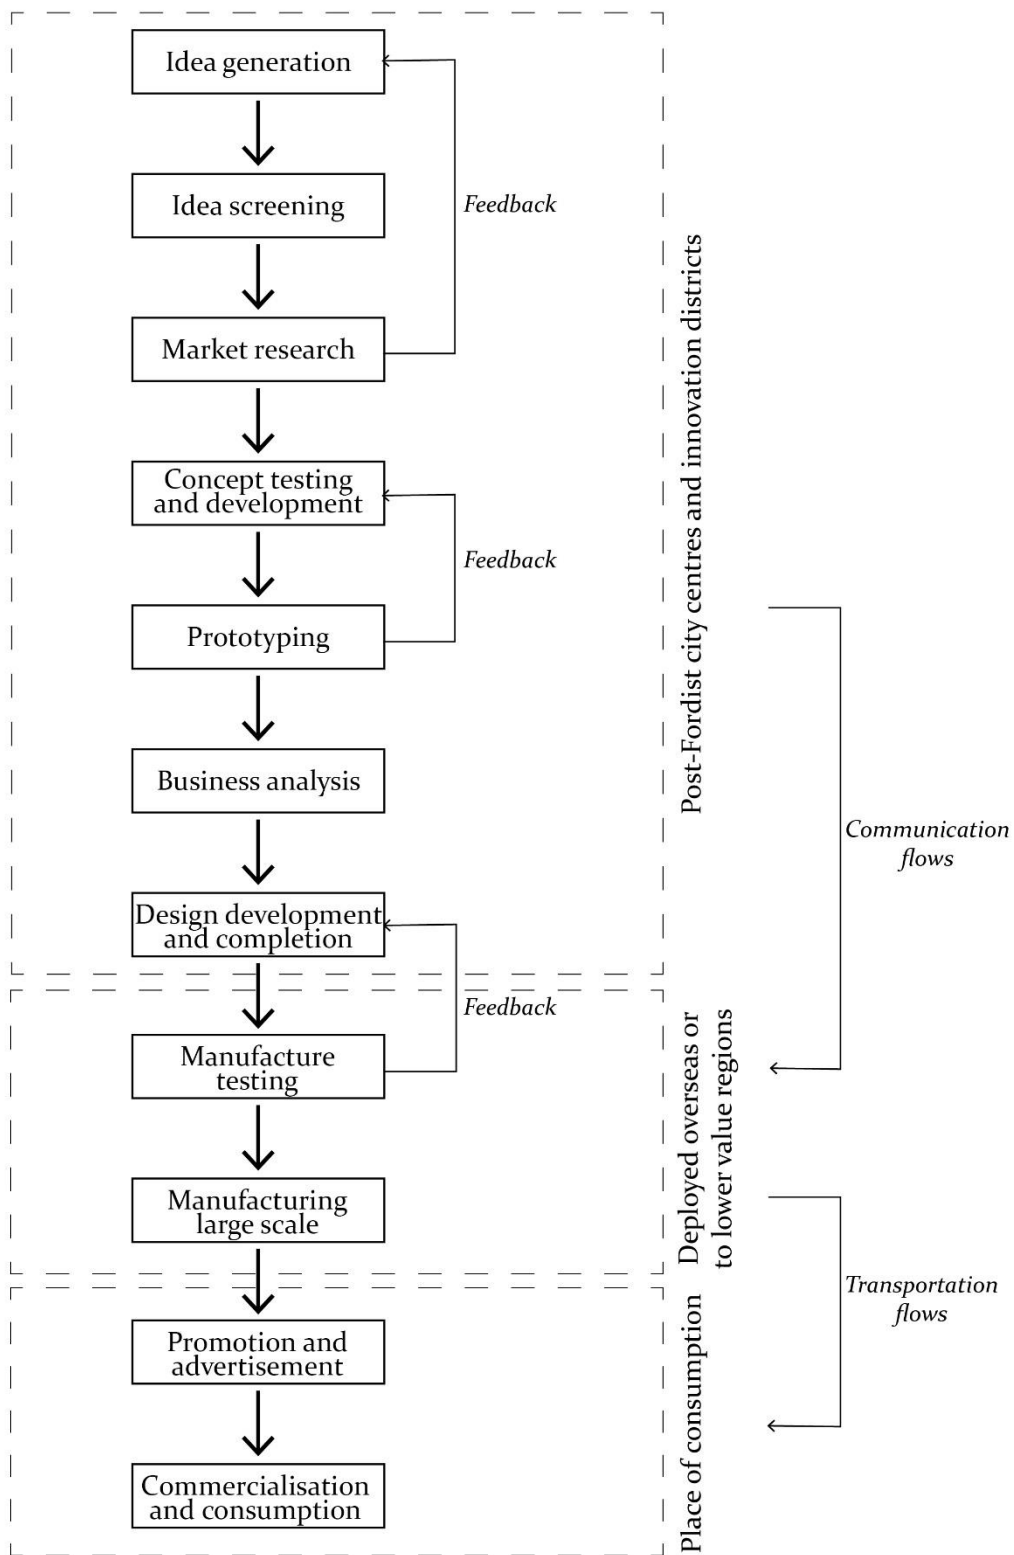 Idea generation
Idea screening
Feedback
Market research
Concept testing
and development
Feedback
Prototyping
Business analysis
Design development
and completion
Feedback
Manufacture
testing
Manufacturing
large scale
Promotion and
advertisement
Commercialisation
and consumption
Post-Fordist city centres and innovation districts
Deployed overseas or
to lower value regions
Place of consumption
Communication
flows
Transportation
flows